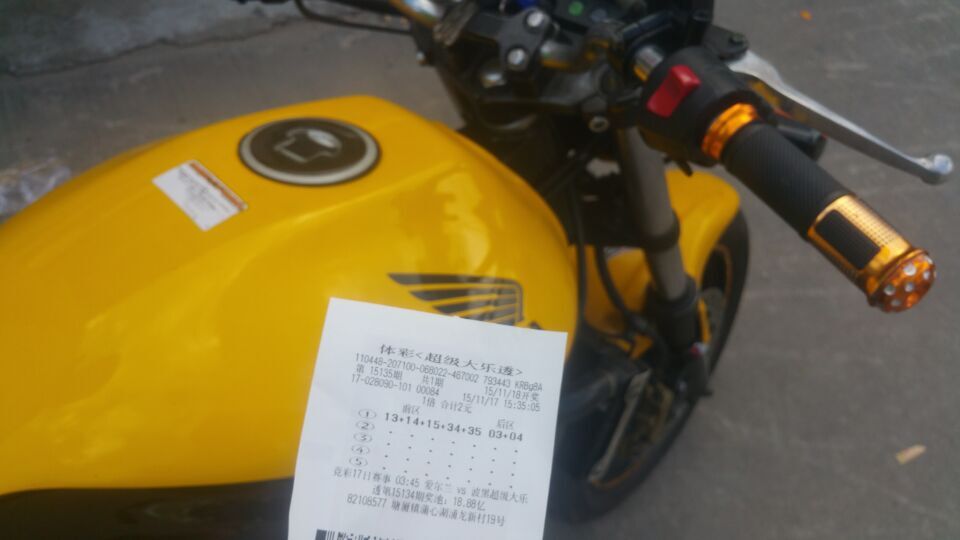 体彩<超级大乐透>
110448-207100-068022-467002 793443 KRBg8A
第 15135期 共1期 15/11/18开奖
17-028090-101 00084 15/11/17 15:35:05
1倍 合计2元
前区 后区
① 13+14+15+34+35 03+04
②
③
④
⑤
竞彩17日赛事 03:45 爱尔兰 vs 波黑超级大乐
透第15134期奖池: 18.88亿
82108577 塘厦镇蒲心湖浦龙新村19号